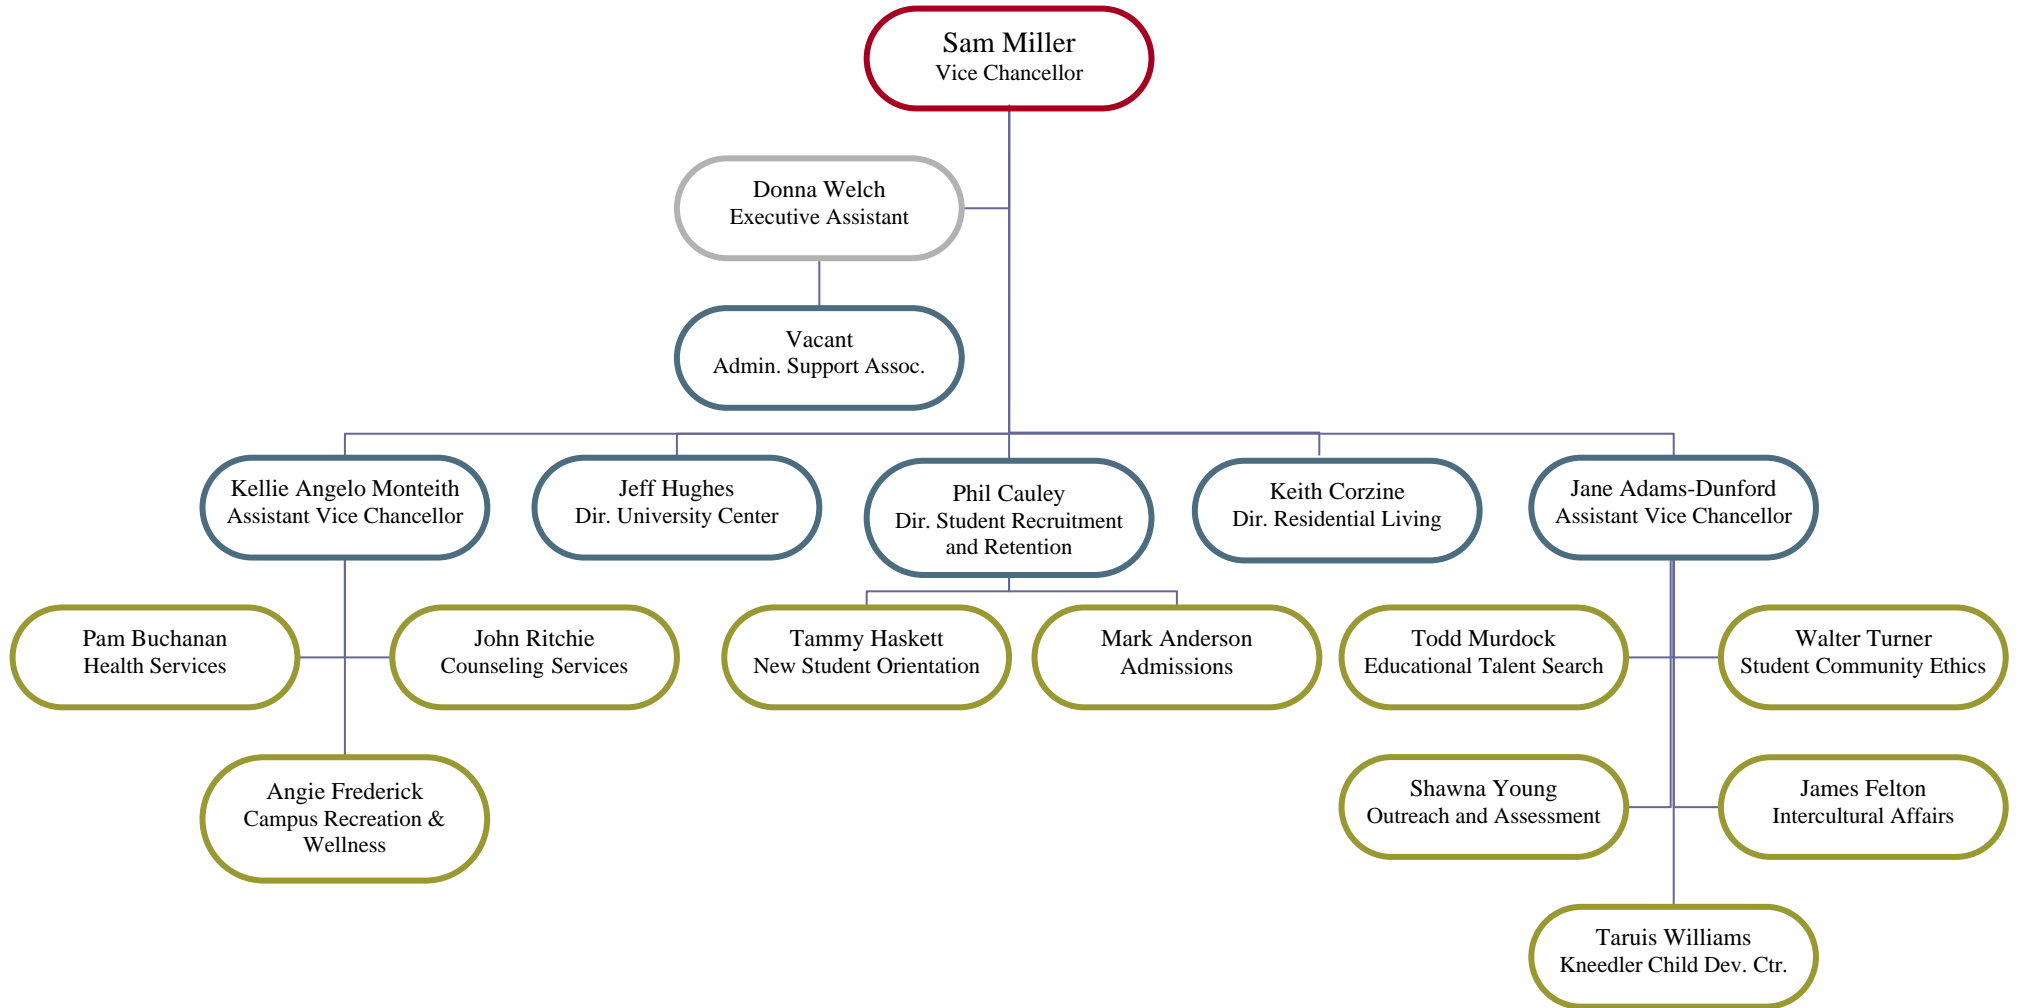 Sam Miller
Vice Chancellor
Donna Welch
Executive Assistant
Vacant
Admin. Support Assoc.
Kellie Angelo Monteith
Assistant Vice Chancellor
Jeff Hughes
Dir. University Center
Phil Cauley
Dir. Student Recruitment
and Retention
Keith Corzine
Dir. Residential Living
Jane Adams-Dunford
Assistant Vice Chancellor
Pam Buchanan
Health Services
John Ritchie
Counseling Services
Tammy Haskett
New Student Orientation
Mark Anderson
Admissions
Todd Murdock
Educational Talent Search
Walter Turner
Student Community Ethics
Angie Frederick
Campus Recreation &
Wellness
Shawna Young
Outreach and Assessment
James Felton
Intercultural Affairs
Taruis Williams
Kneedler Child Dev. Ctr.